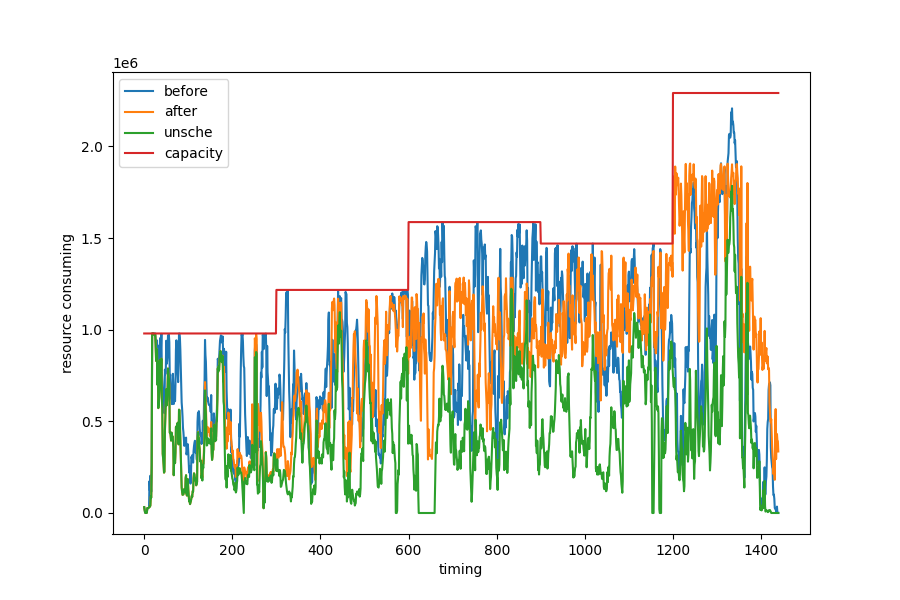 1e6
before
after
unsche
capacity
2.0
1.5
1.0
0.5
0.0
resource consuming
0 200 400 600 800 1000 1200 1400
timing